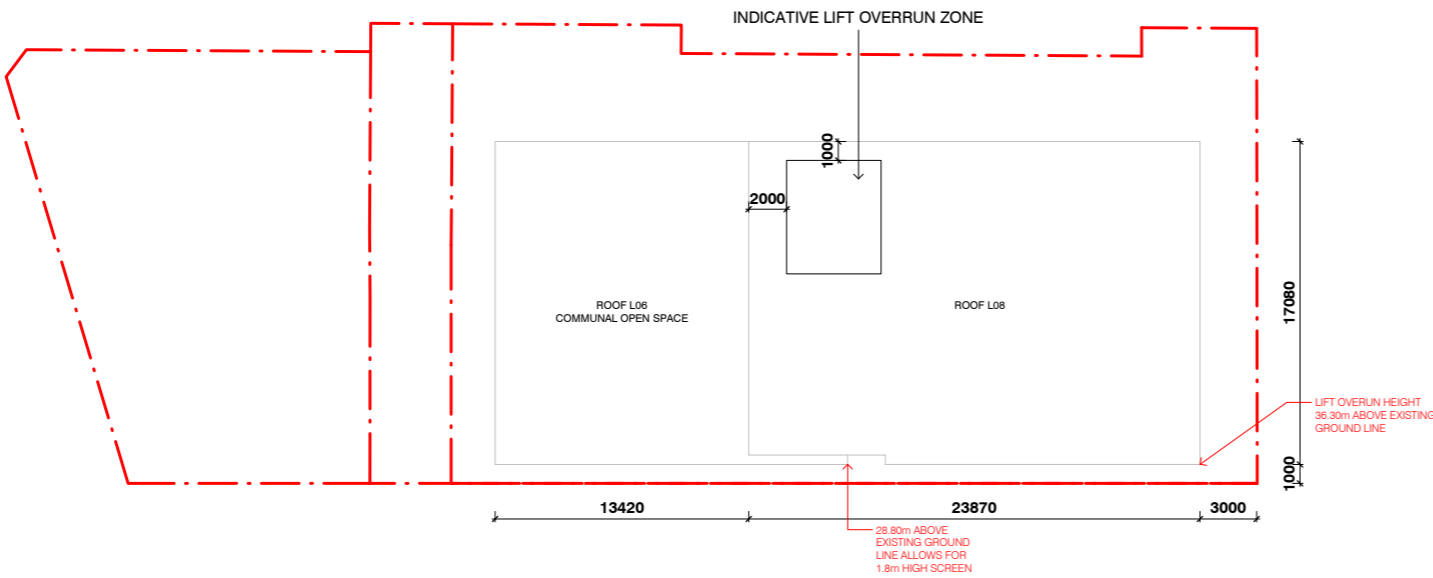 INDICATIVE LIFT OVERRUN ZONE
1000
2000
ROOF L06
COMMUNAL OPEN SPACE
ROOF L08
17080
LIFT OVERUN HEIGHT
36.30m ABOVE EXISTING
GROUND LINE
1000
13420
23870
3000
28.80m ABOVE
EXISTING GROUND
LINE ALLOWS FOR
1.8m HIGH SCREEN